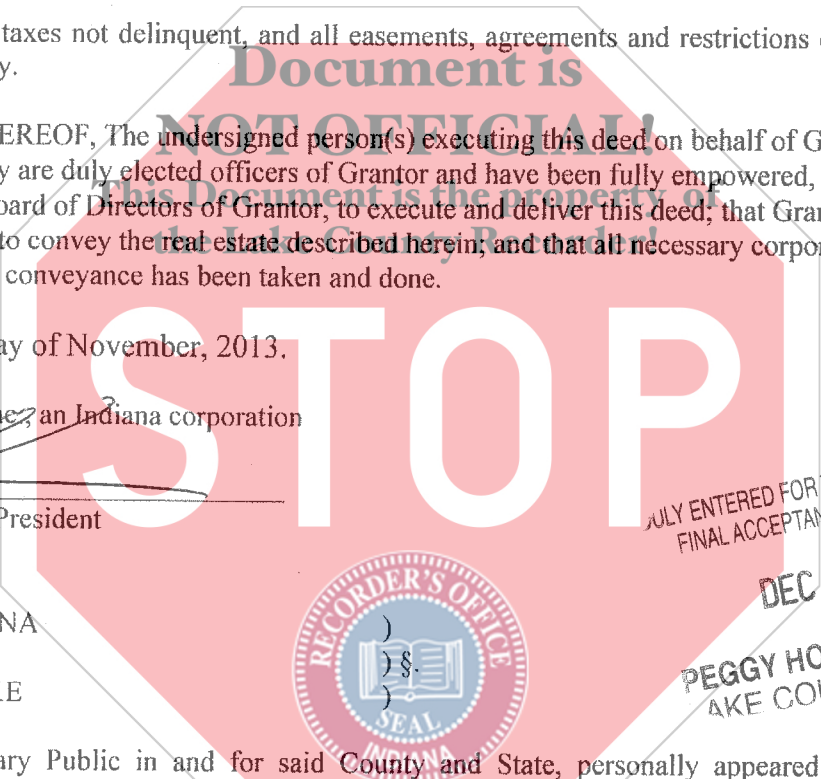 taxes not delinquent, and all easements, agreements and restrictions
y.
Document is
NOT OFFICIAL!
EREOF, The undersigned person(s) executing this deed on behalf of G
y are duly elected officers of Grantor and have been fully empowered,
This Document is the property of
oard of Directors of Grantor, to execute and deliver this deed; that Gran
the Lake County Recorder!
to convey the real estate described herein; and that all necessary corpor
conveyance has been taken and done.
ay of November, 2013.
an Indiana corporation
STOP
President
ULY ENTERED FOR
FINAL ACCEPTAN
DEC
NA
)
) §.
)
PEGGY HO
AKE COU
RE
RECORDER'S OFFICE
SEAL
INDIANA
ary Public in and for said County and State, personally appeared